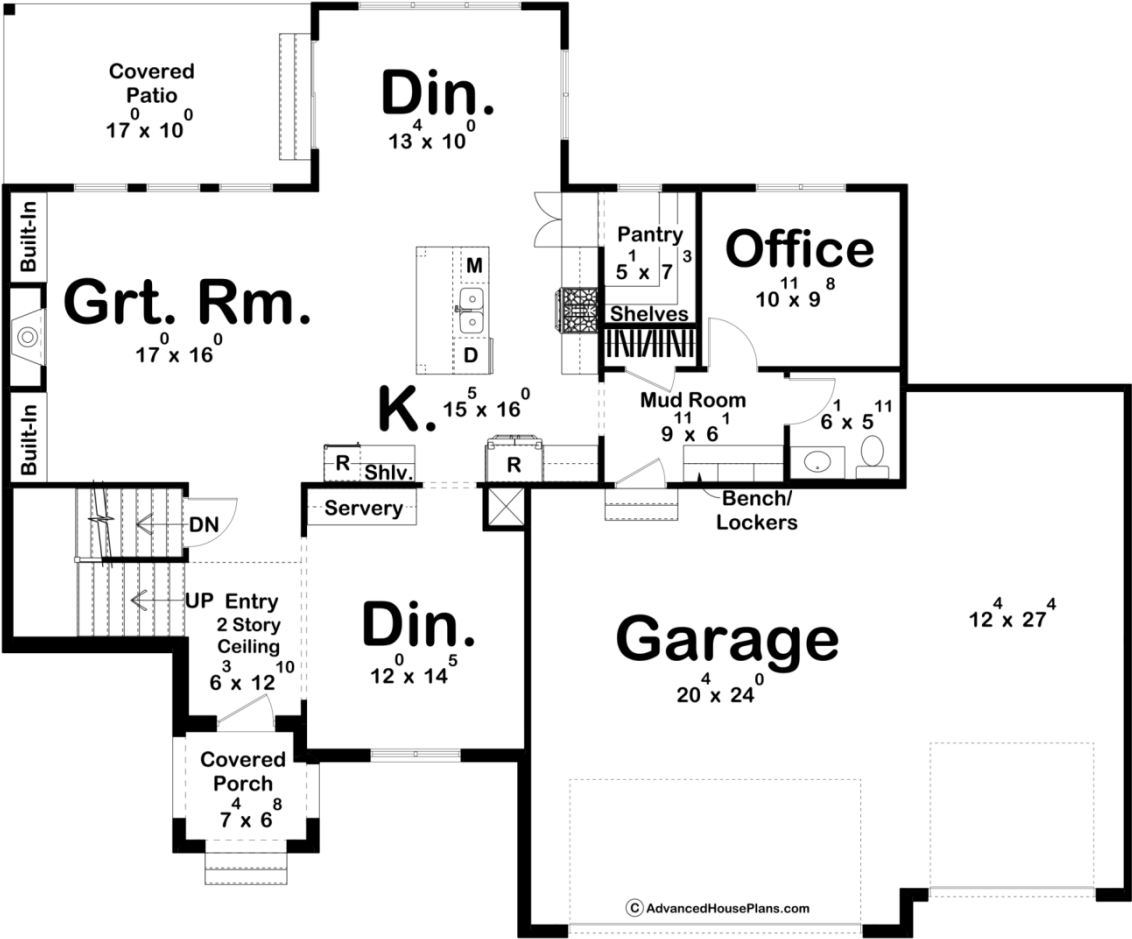 Covered
Patio
17⁰ x 10⁰
Din.
13⁴ x 10⁰
Built-In
Grt. Rm.
17⁰ x 16⁰
Built-In
M
D
K.
15⁵ x 16⁰
Pantry
5¹ x 7³
Shelves
Office
10¹¹ x 9⁸
Mud Room
9¹¹ x 6¹
6¹ x 5¹¹
R
Shlv.
R
Bench/
Lockers
Servery
DN
UP
Entry
2 Story
Ceiling
6³ x 12¹⁰
Din.
12⁰ x 14⁵
Garage
20⁴ x 24⁰
12⁴ x 27⁴
Covered
Porch
7⁴ x 6⁸
© AdvancedHousePlans.com